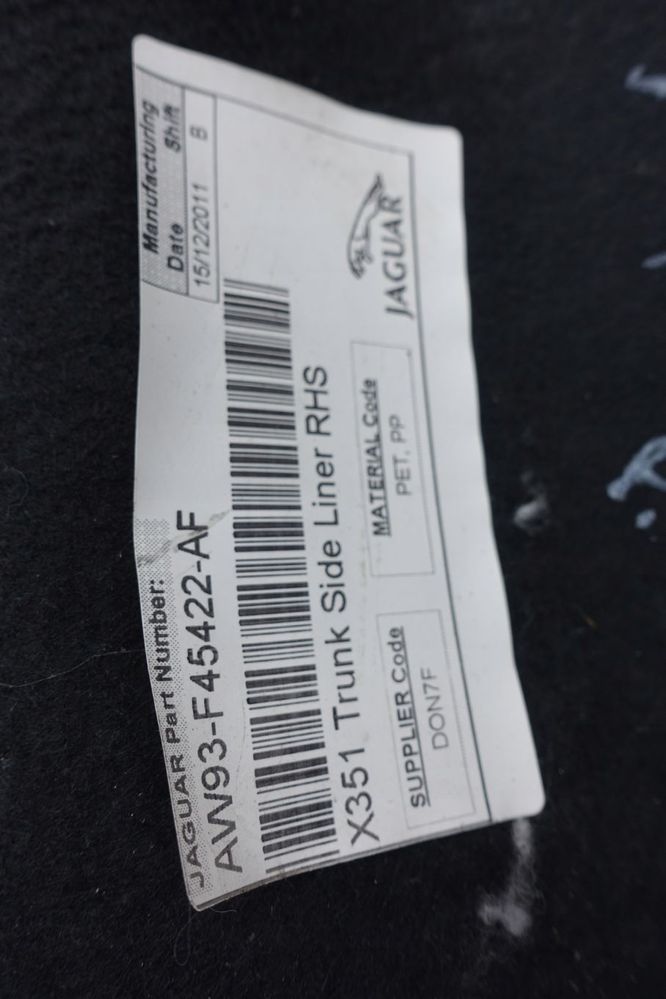 JAGUAR Part Number:
AW93-F45422-AF
Manufacturing
Date Shift
15/12/2011 B
X351 Trunk Side Liner RHS
SUPPLIER Code
DON7F
MATERIAL Code
PET, PP
JAGUAR